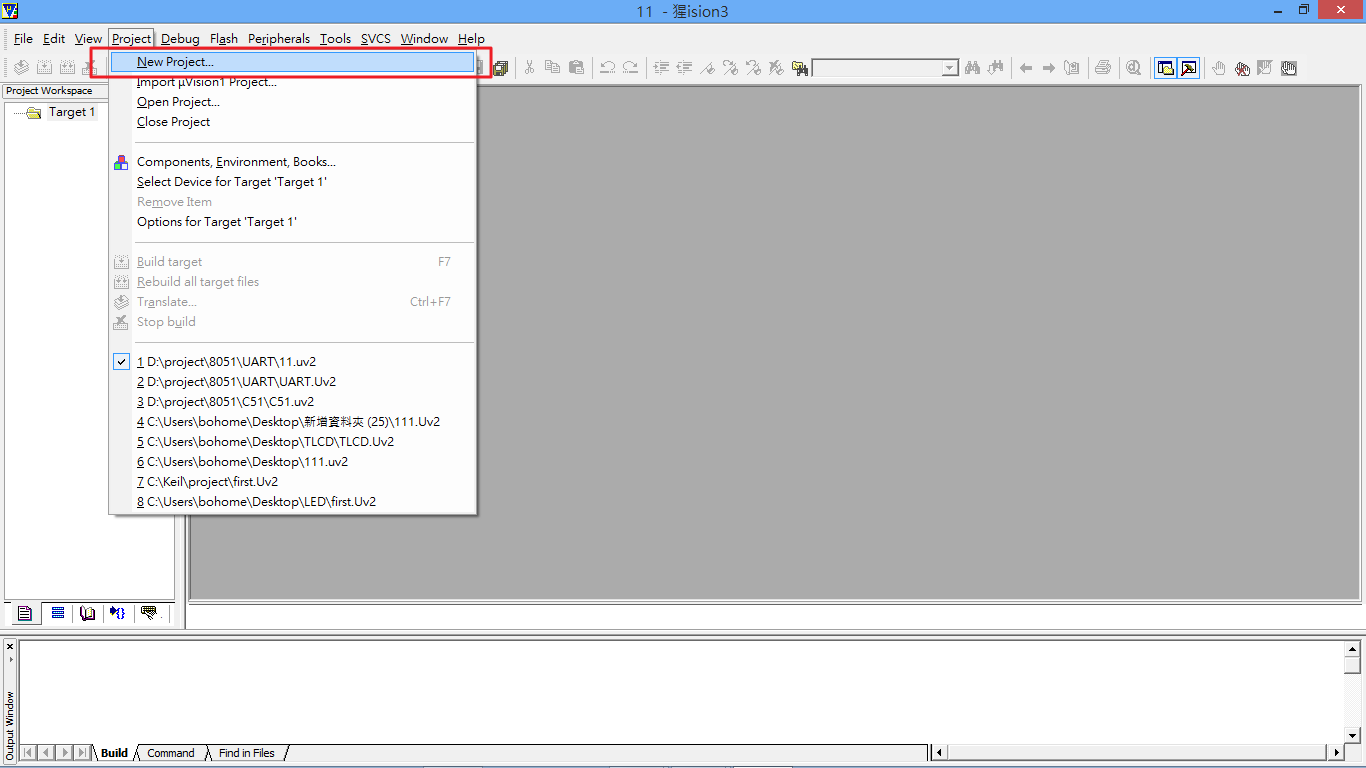 11 - 猩ision3
File Edit View Project Debug Flash Peripherals Tools SVCS Window Help
New Project...
Import µVision1 Project...
Open Project...
Close Project
Components, Environment, Books...
Select Device for Target 'Target 1'
Remove Item
Options for Target 'Target 1'
Build target F7
Rebuild all target files
Translate... Ctrl+F7
Stop build
1 D:\project\8051\UART\11.uv2
2 D:\project\8051\UART\UART.Uv2
3 D:\project\8051\C51\C51.uv2
4 C:\Users\bohome\Desktop\新增資料夾 (25)\111.Uv2
5 C:\Users\bohome\Desktop\TLCD\TLCD.Uv2
6 C:\Users\bohome\Desktop\111.uv2
7 C:\Keil\project\first.Uv2
8 C:\Users\bohome\Desktop\LED\first.Uv2
Project Workspace
Target 1
Output Window
Build Command Find in Files